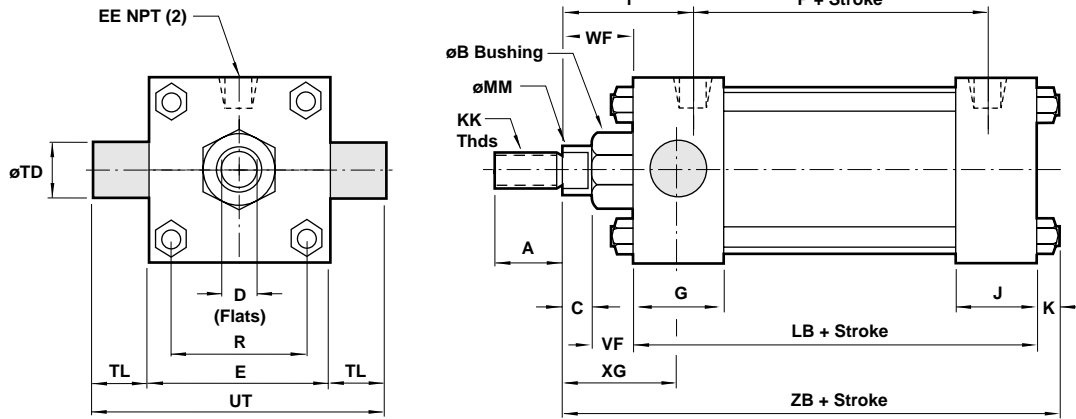 EE NPT (2)
øTD
D
(Flats)
R
TL
E
TL
UT
+ Stroke
WF
øB Bushing
øMM
KK
Thds
A
C
G
J
K
VF
LB + Stroke
XG
ZB + Stroke